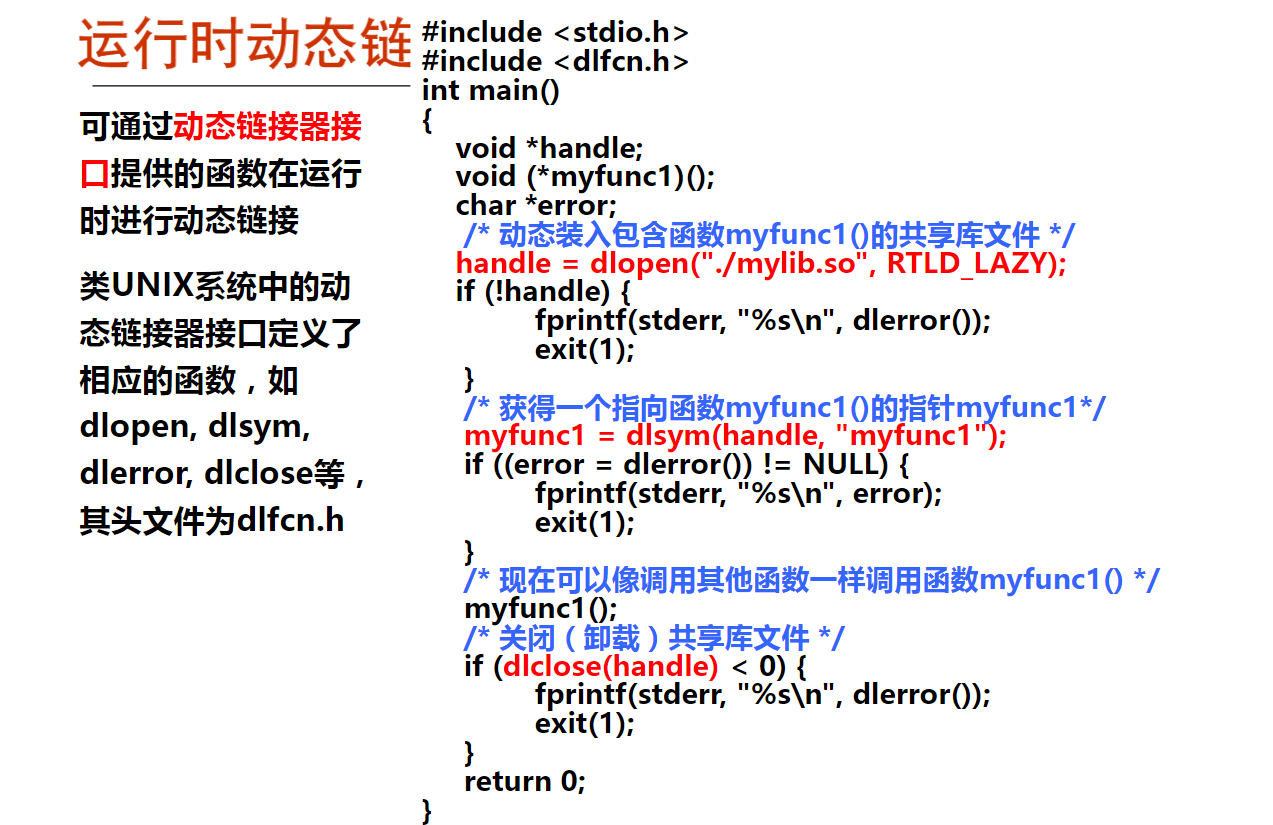 运行时动态链
可通过动态链接器接
口提供的函数在运行
时进行动态链接
类UNIX系统中的动
态链接器接口定义了
相应的函数，如
dlopen, dlsym,
dlerror, dlclose等，
其头文件为dlfcn.h
#include <stdio.h>
#include <dlfcn.h>
int main()
{
void *handle;
void (*myfunc1)();
char *error;
/* 动态装入包含函数myfunc1()的共享库文件 */
handle = dlopen("./mylib.so", RTLD_LAZY);
if (!handle) {
fprintf(stderr, "%s\n", dlerror());
exit(1);
}
/* 获得一个指向函数myfunc1()的指针myfunc1*/
myfunc1 = dlsym(handle, "myfunc1");
if ((error = dlerror()) != NULL) {
fprintf(stderr, "%s\n", error);
exit(1);
}
/* 现在可以像调用其他函数一样调用函数myfunc1() */
myfunc1();
/* 关闭（卸载）共享库文件 */
if (dlclose(handle) < 0) {
fprintf(stderr, "%s\n", dlerror());
exit(1);
}
return 0;
}